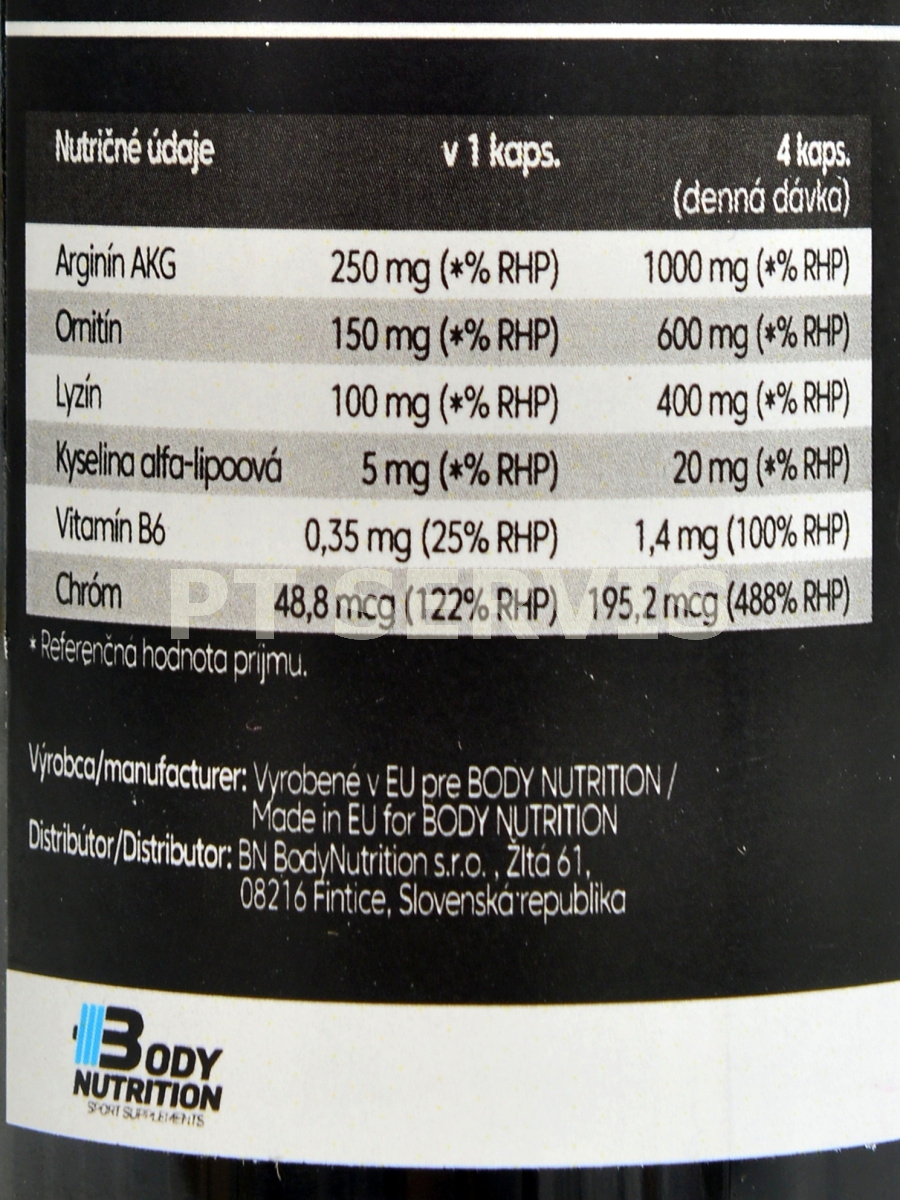 Nutričné údaje v 1 kaps. 4 kaps.
(denná dávka)
Arginín AKG 250 mg (*% RHP) 1000 mg (*% RHP)
Ornitín 150 mg (*% RHP) 600 mg (*% RHP)
Lyzín 100 mg (*% RHP) 400 mg (*% RHP)
Kyselina alfa-lipoová 5 mg (*% RHP) 20 mg (*% RHP)
Vitamín B6 0,35 mg (25% RHP) 1,4 mg (100% RHP)
Chróm 48,8 mcg (122% RHP) 195,2 mcg (488% RHP)
PT SERVIS
* Referenčná hodnota príjmu.
Výrobca/manufacturer: Vyrobené v EU pre BODY NUTRITION /
Made in EU for BODY NUTRITION
Distribútor/Distributor: BN BodyNutrition s.r.o. , Žltá 61,
08216 Fintice, Slovenská republika
BODY
NUTRITION
SPORT SUPPLEMENTS